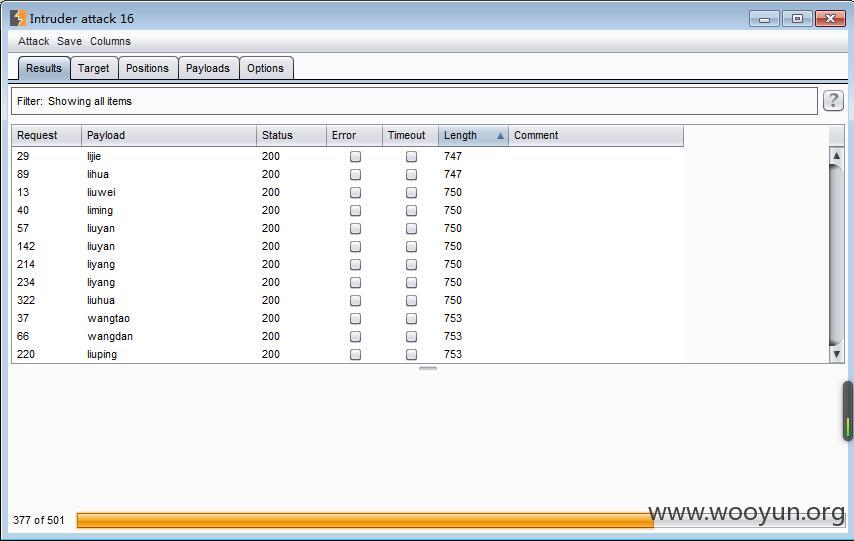 Intruder attack 16
Attack Save Columns
Results Target Positions Payloads Options
Filter: Showing all items
?
Request Payload Status Error Timeout Length Comment
29 lijie 200 747
89 lihua 200 747
13 liuwei 200 750
40 liming 200 750
57 liuyan 200 750
142 liuyan 200 750
214 liyang 200 750
234 liyang 200 750
322 liuhua 200 750
37 wangtao 200 753
66 wangdan 200 753
220 liuping 200 753
377 of 501
www.wooyun.org